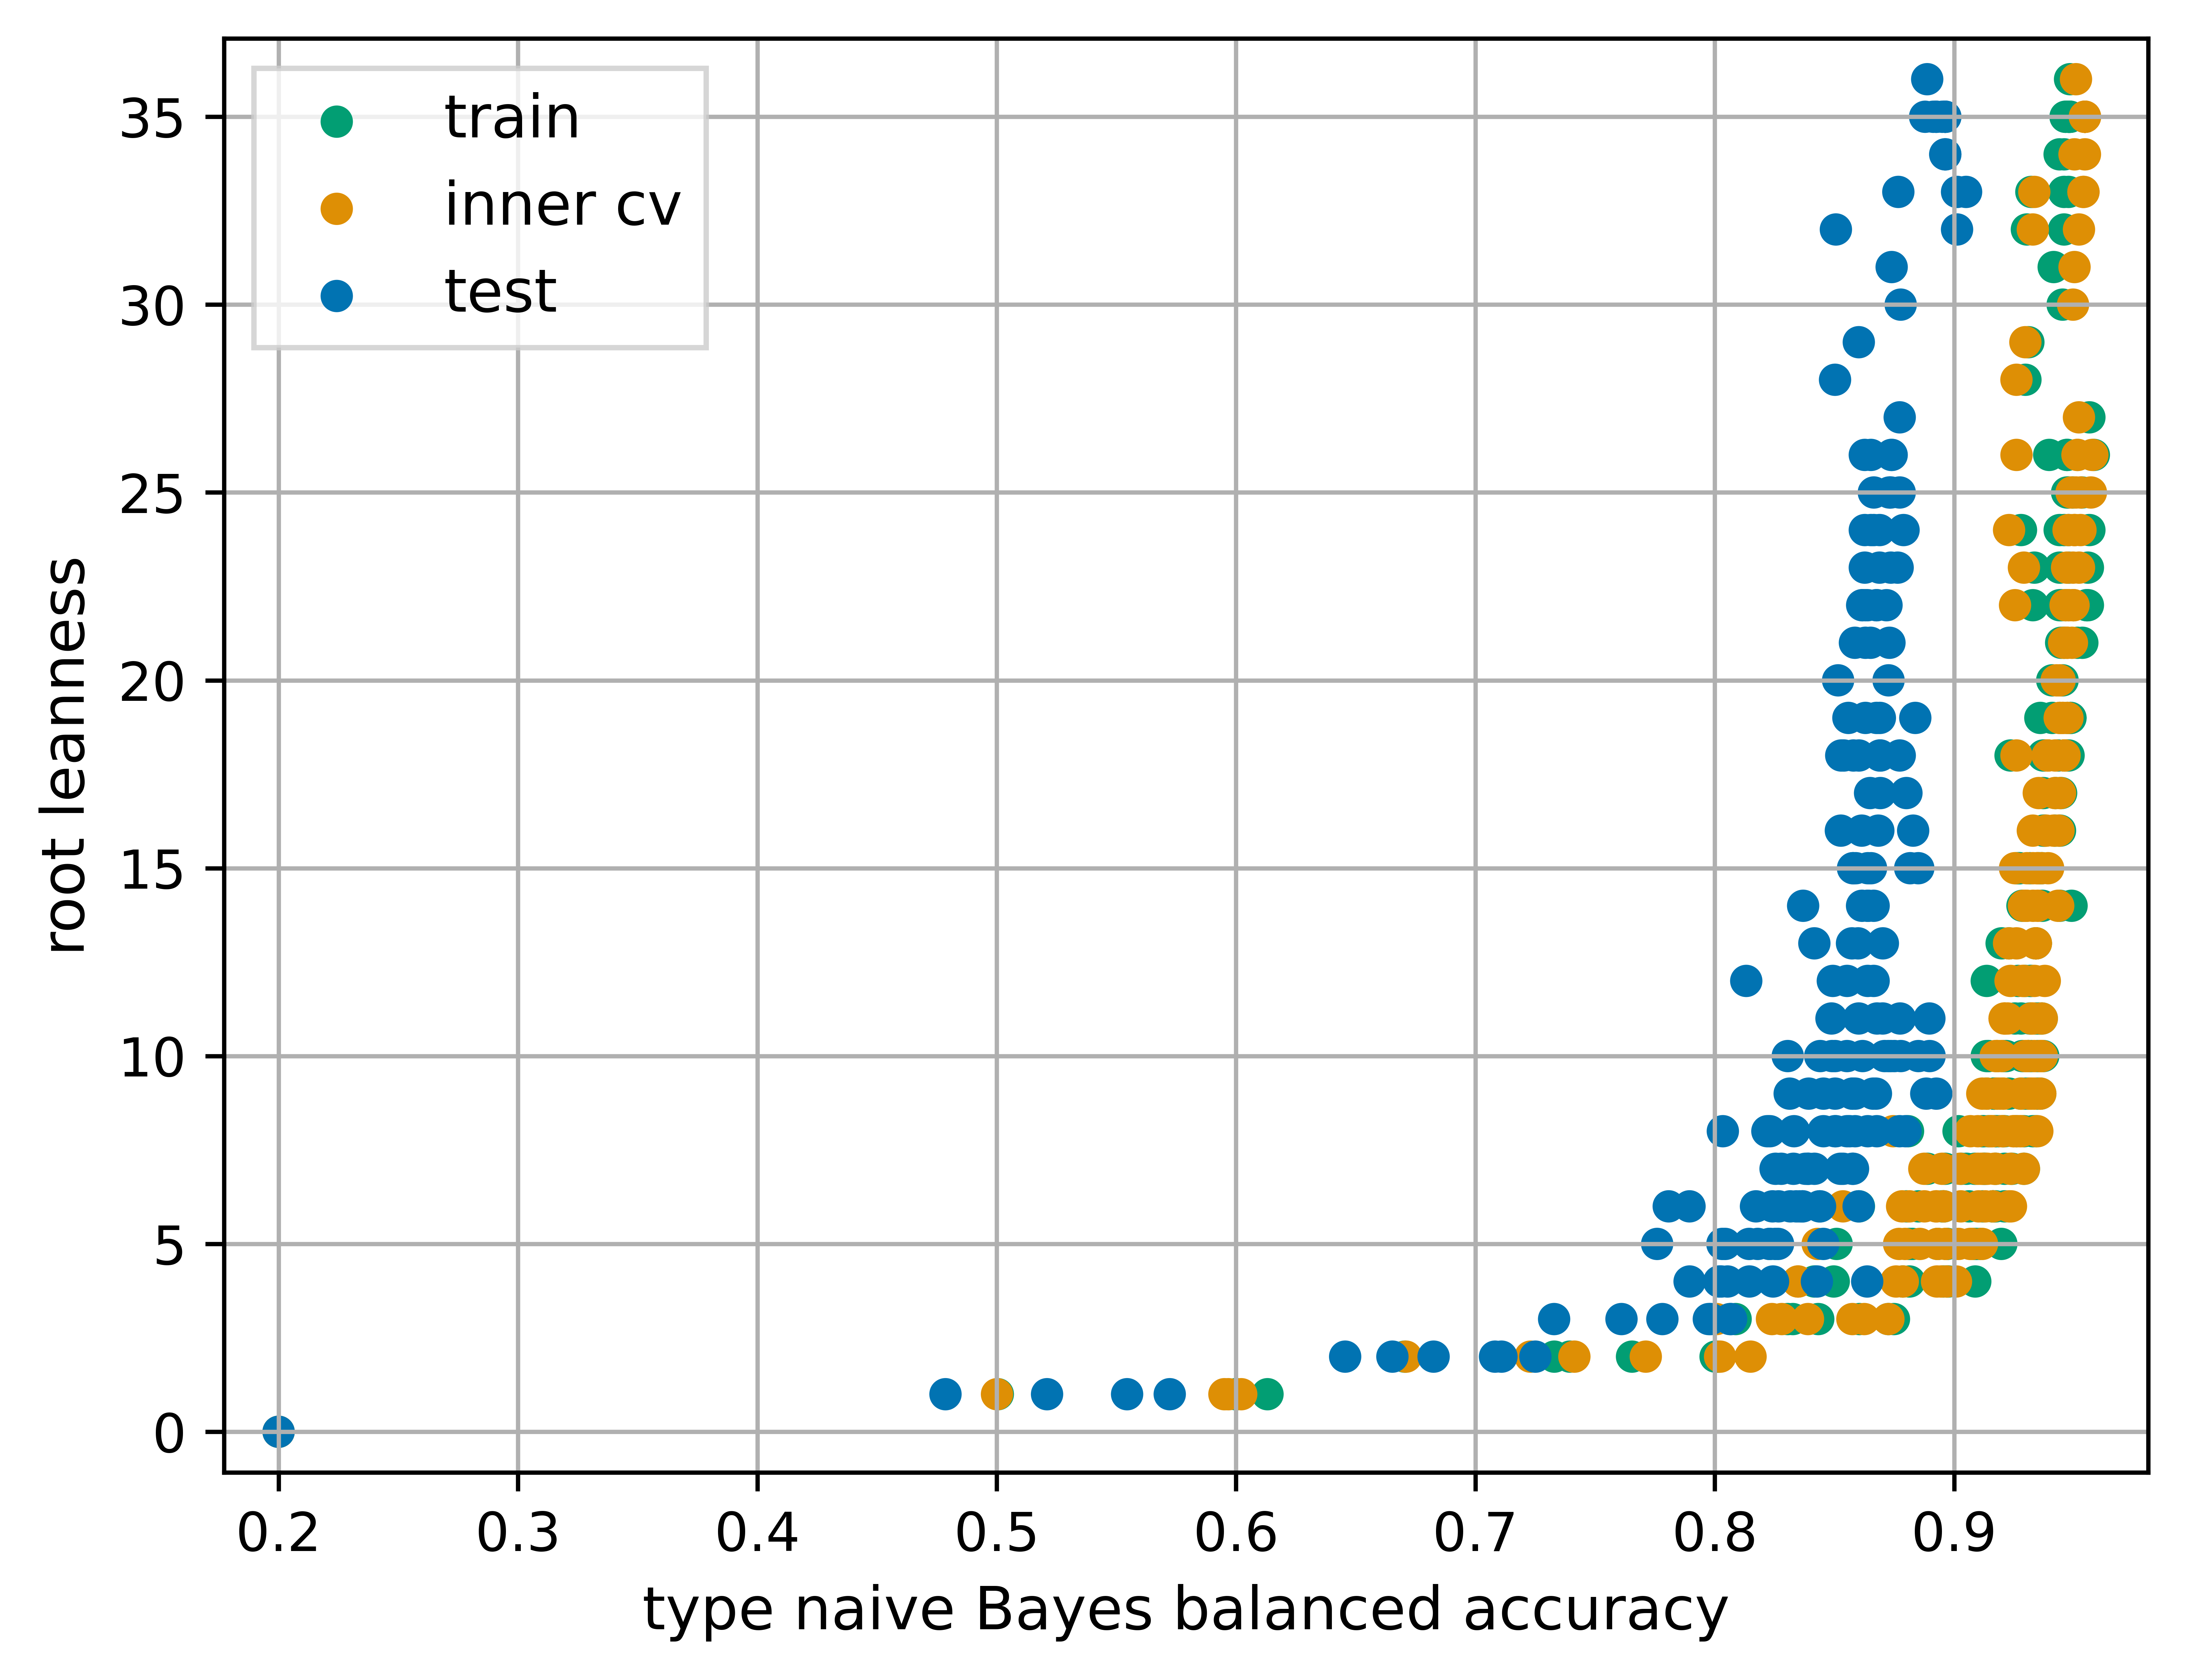 train
inner cv
test
35
30
25
20
15
10
5
0
root leanness
0.2 0.3 0.4 0.5 0.6 0.7 0.8 0.9
type naive Bayes balanced accuracy